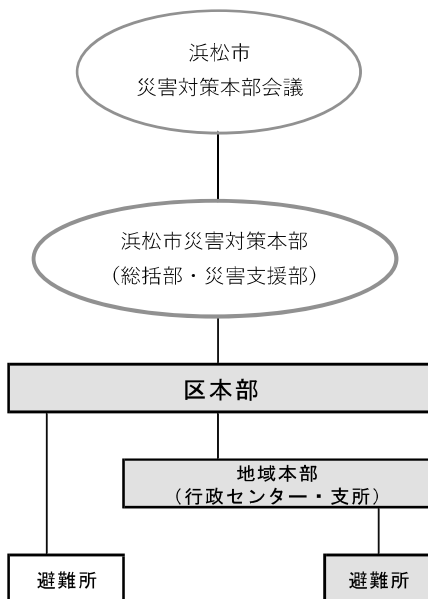 浜松市
災害対策本部会議
浜松市災害対策本部
（総括部・災害支援部）
区本部
地域本部
（行政センター・支所）
避難所
避難所